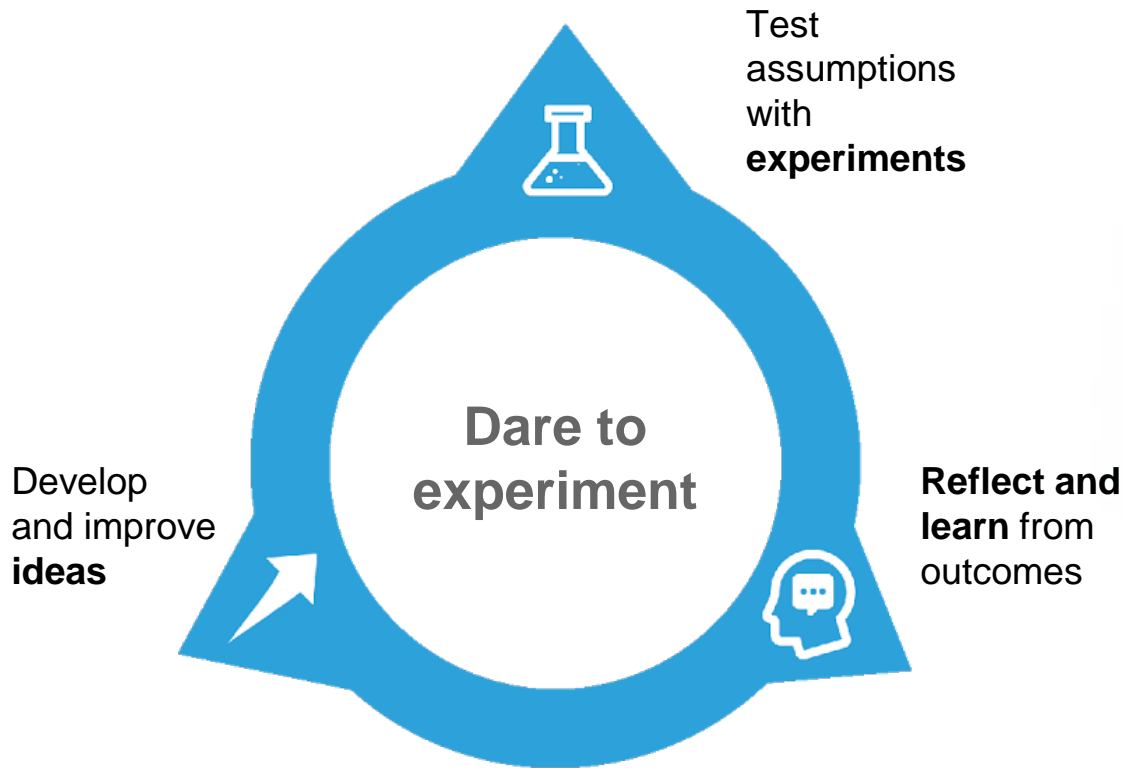 Test
assumptions
with
experiments
Dare to
experiment
Develop
and improve
ideas
Reflect and
learn from
outcomes